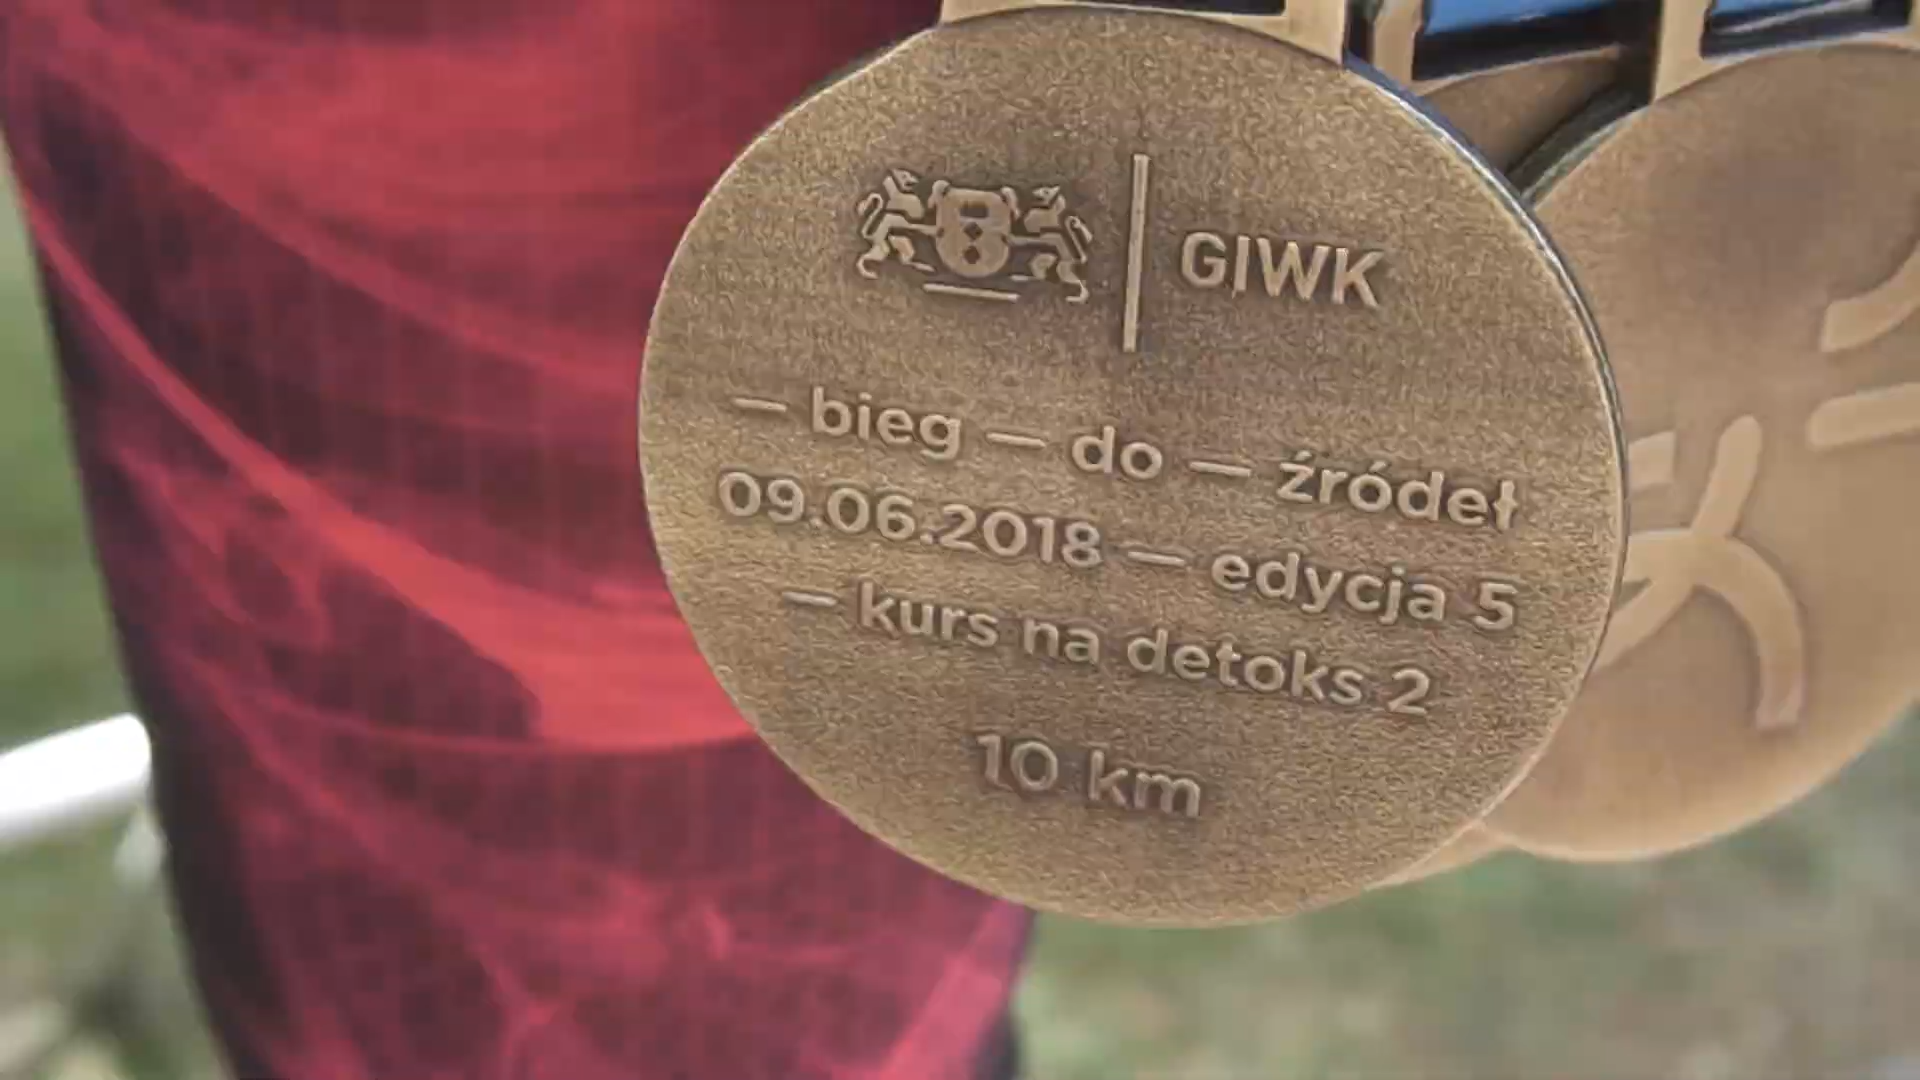 GIWK
– bieg – do – źródeł
09.06.2018 – edycja 5
– kurs na detoks 2
10 km